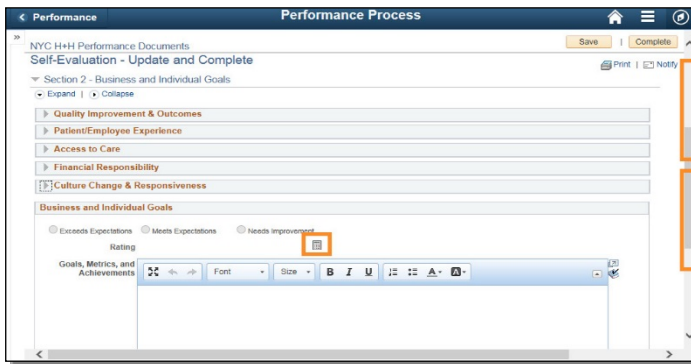 Performance
Performance Process
NYC H+H Performance Documents
Save | Complete
Self-Evaluation - Update and Complete
Print | Notify
Section 2 - Business and Individual Goals
Expand | Collapse
Quality Improvement & Outcomes
Patient/Employee Experience
Access to Care
Financial Responsibility
Culture Change & Responsiveness
Business and Individual Goals
Exceeds Expectations Meets Expectations Needs Improvement
Rating
Goals, Metrics, and
Achievements
Font Size B I U A A